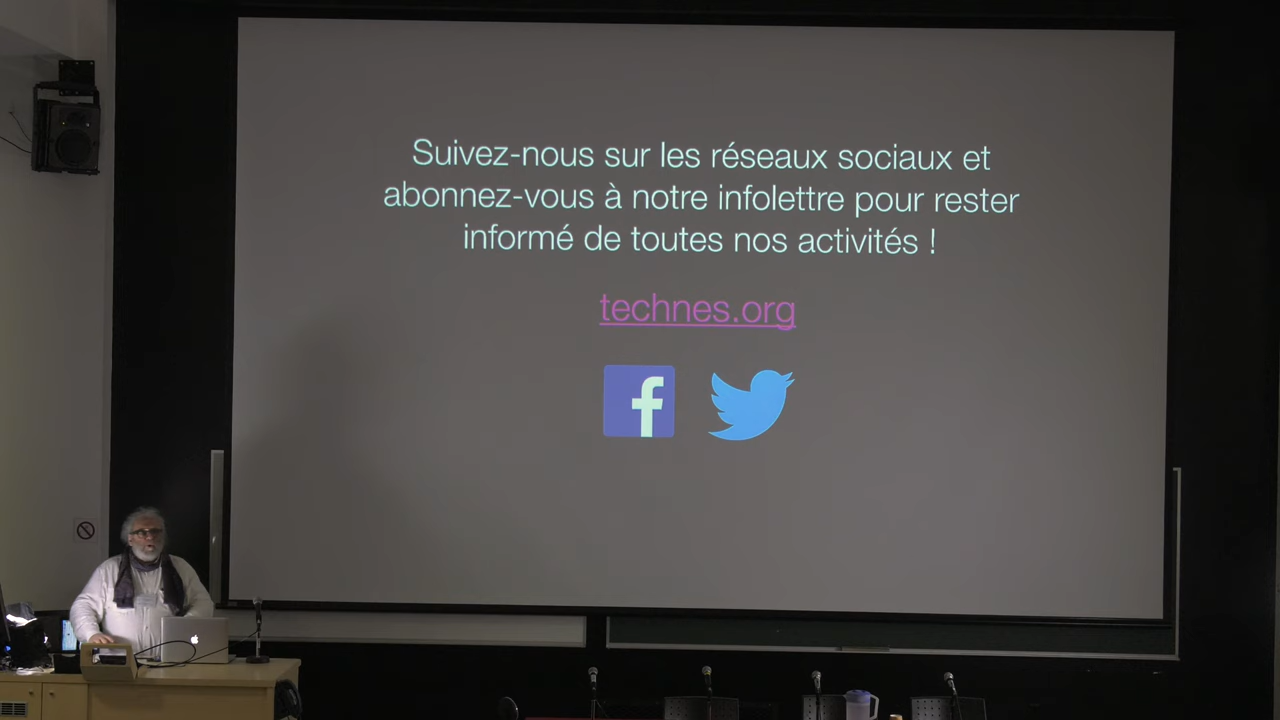 Suivez-nous sur les réseaux sociaux et
abonnez-vous à notre infolettre pour rester
informé de toutes nos activités !
technes.org
f